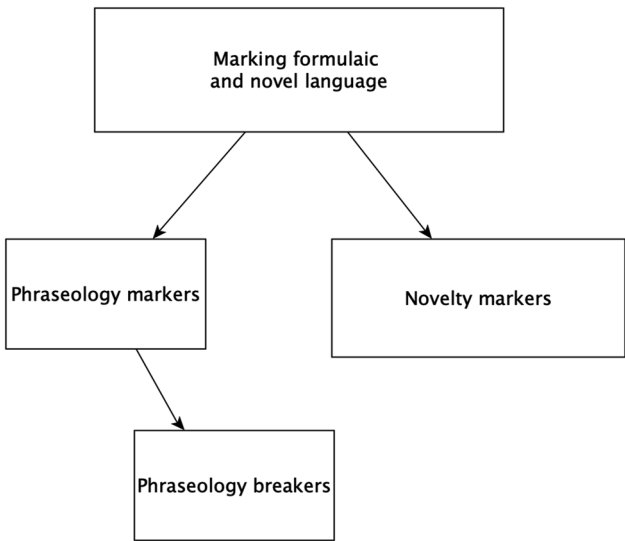 Marking formulaic
and novel language
Phraseology markers
Novelty markers
Phraseology breakers